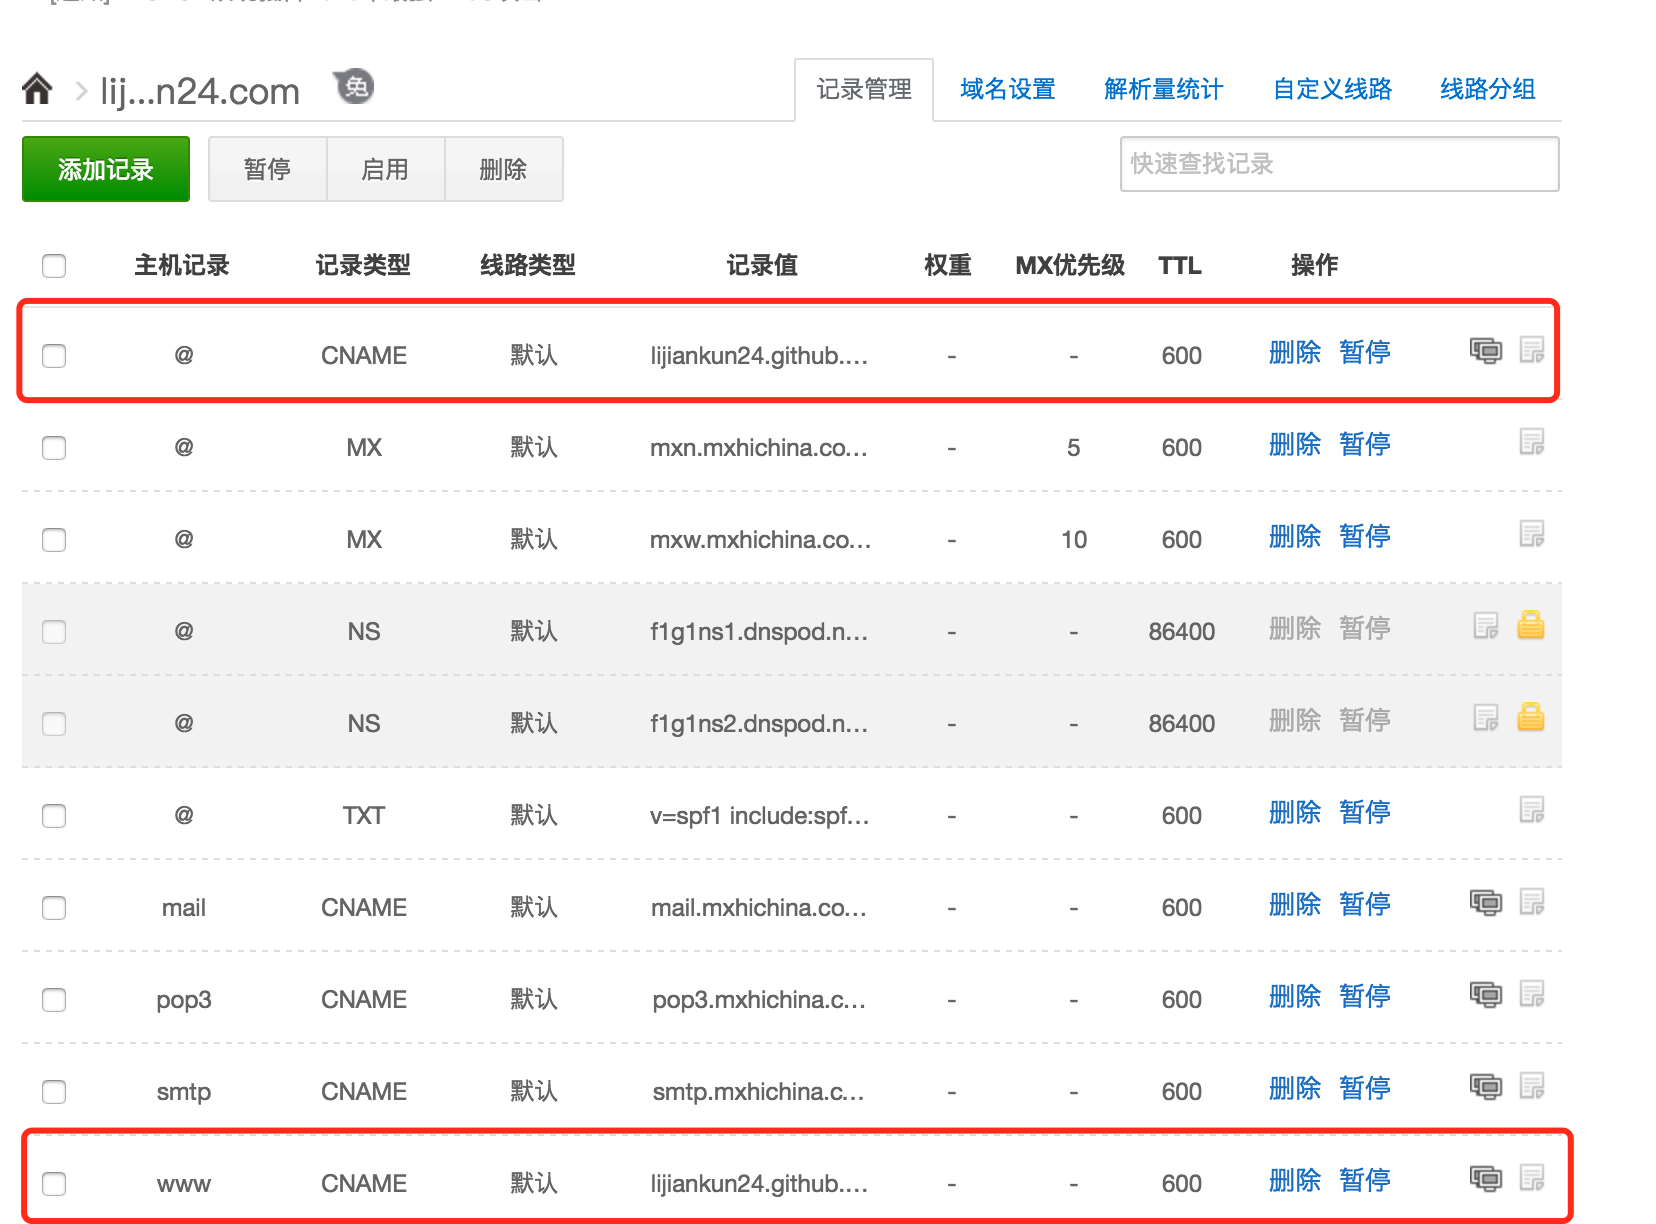 lij...n24.com 免 记录管理 域名设置 解析量统计 自定义线路 线路分组
添加记录 暂停 启用 删除 快速查找记录
主机记录 记录类型 线路类型 记录值 权重 MX优先级 TTL 操作
@ CNAME 默认 lijiankun24.github.... - - 600 删除 暂停
@ MX 默认 mxn.mxhichina.co... - 5 600 删除 暂停
@ MX 默认 mxw.mxhichina.co... - 10 600 删除 暂停
@ NS 默认 f1g1ns1.dnspod.n... - - 86400 删除 暂停
@ NS 默认 f1g1ns2.dnspod.n... - - 86400 删除 暂停
@ TXT 默认 v=spf1 include:spf... - - 600 删除 暂停
mail CNAME 默认 mail.mxhichina.co... - - 600 删除 暂停
pop3 CNAME 默认 pop3.mxhichina.c... - - 600 删除 暂停
smtp CNAME 默认 smtp.mxhichina.c... - - 600 删除 暂停
www CNAME 默认 lijiankun24.github.... - - 600 删除 暂停